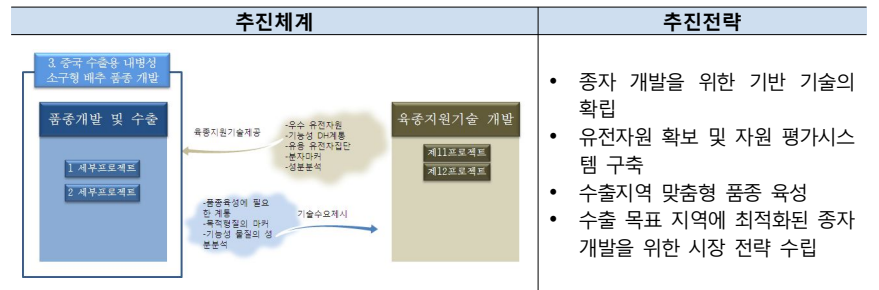 추진체계
추진전략
3. 중국 수출용 내병성
소구형 배추 품종 개발
품종개발 및 수출
1 세부프로젝트
2 세부프로젝트
육종지원기술제공
-우수 유전자원
-기능성 DH계통
-유용 유전자집단
-분자마커
-성분분석
-품종육성에 필요
한 계통
-목적형질의 마커
-기능성 물질의 성
분분석
기술수요제시
육종지원기술 개발
제11프로젝트
제12프로젝트
• 종자 개발을 위한 기반 기술의
확립
• 유전자원 확보 및 자원 평가시스
템 구축
• 수출지역 맞춤형 품종 육성
• 수출 목표 지역에 최적화된 종자
개발을 위한 시장 전략 수립